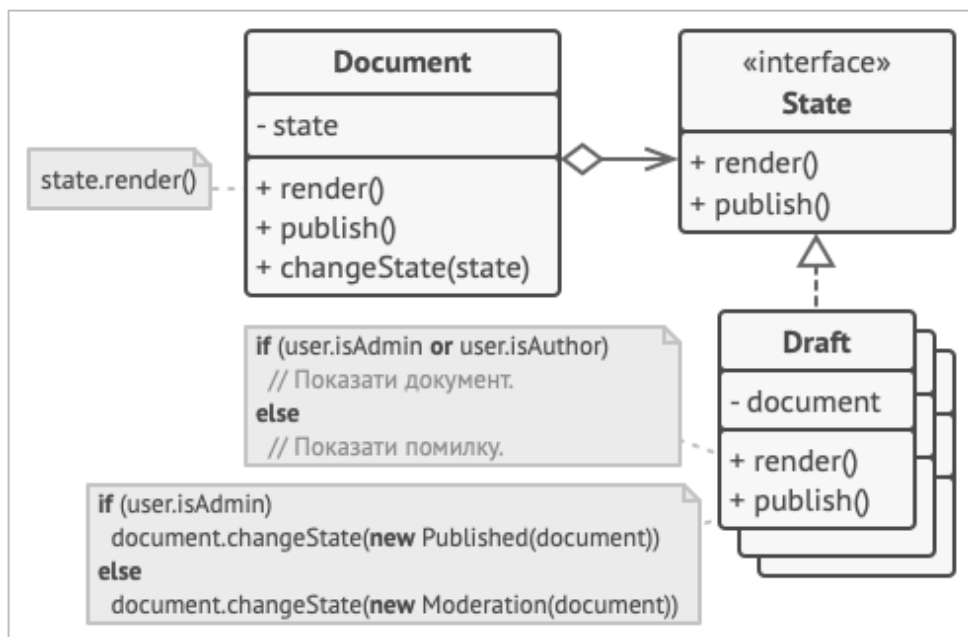 Document
- state
+ render()
+ publish()
+ changeState(state)
«interface»
State
+ render()
+ publish()
state.render()
if (user.isAdmin or user.isAuthor)
// Показати документ.
else
// Показати помилку.
Draft
- document
+ render()
+ publish()
if (user.isAdmin)
document.changeState(new Published(document))
else
document.changeState(new Moderation(document))